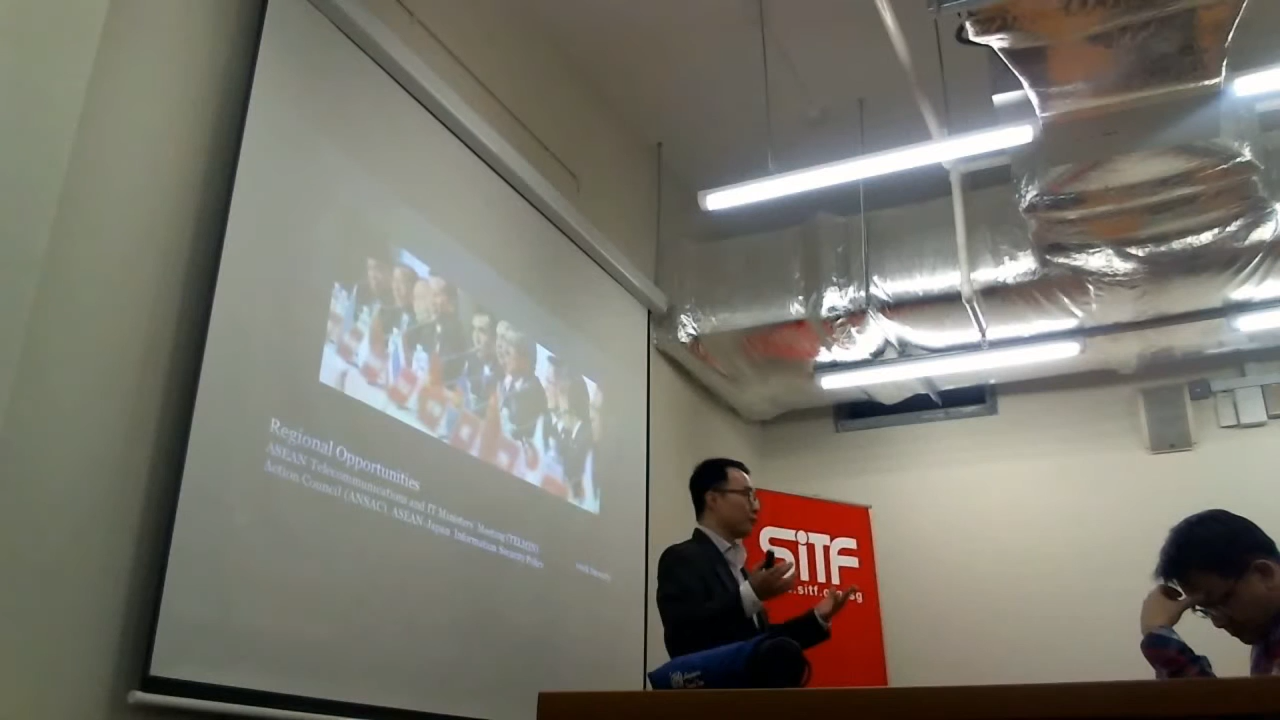 Regional Opportunities
ASEAN Telecommunications and IT Ministers' Meeting (TELMIN)
Action Council (ANSAC), ASEAN-Japan Information Security Policy
SiTF
.sitf.org.sg